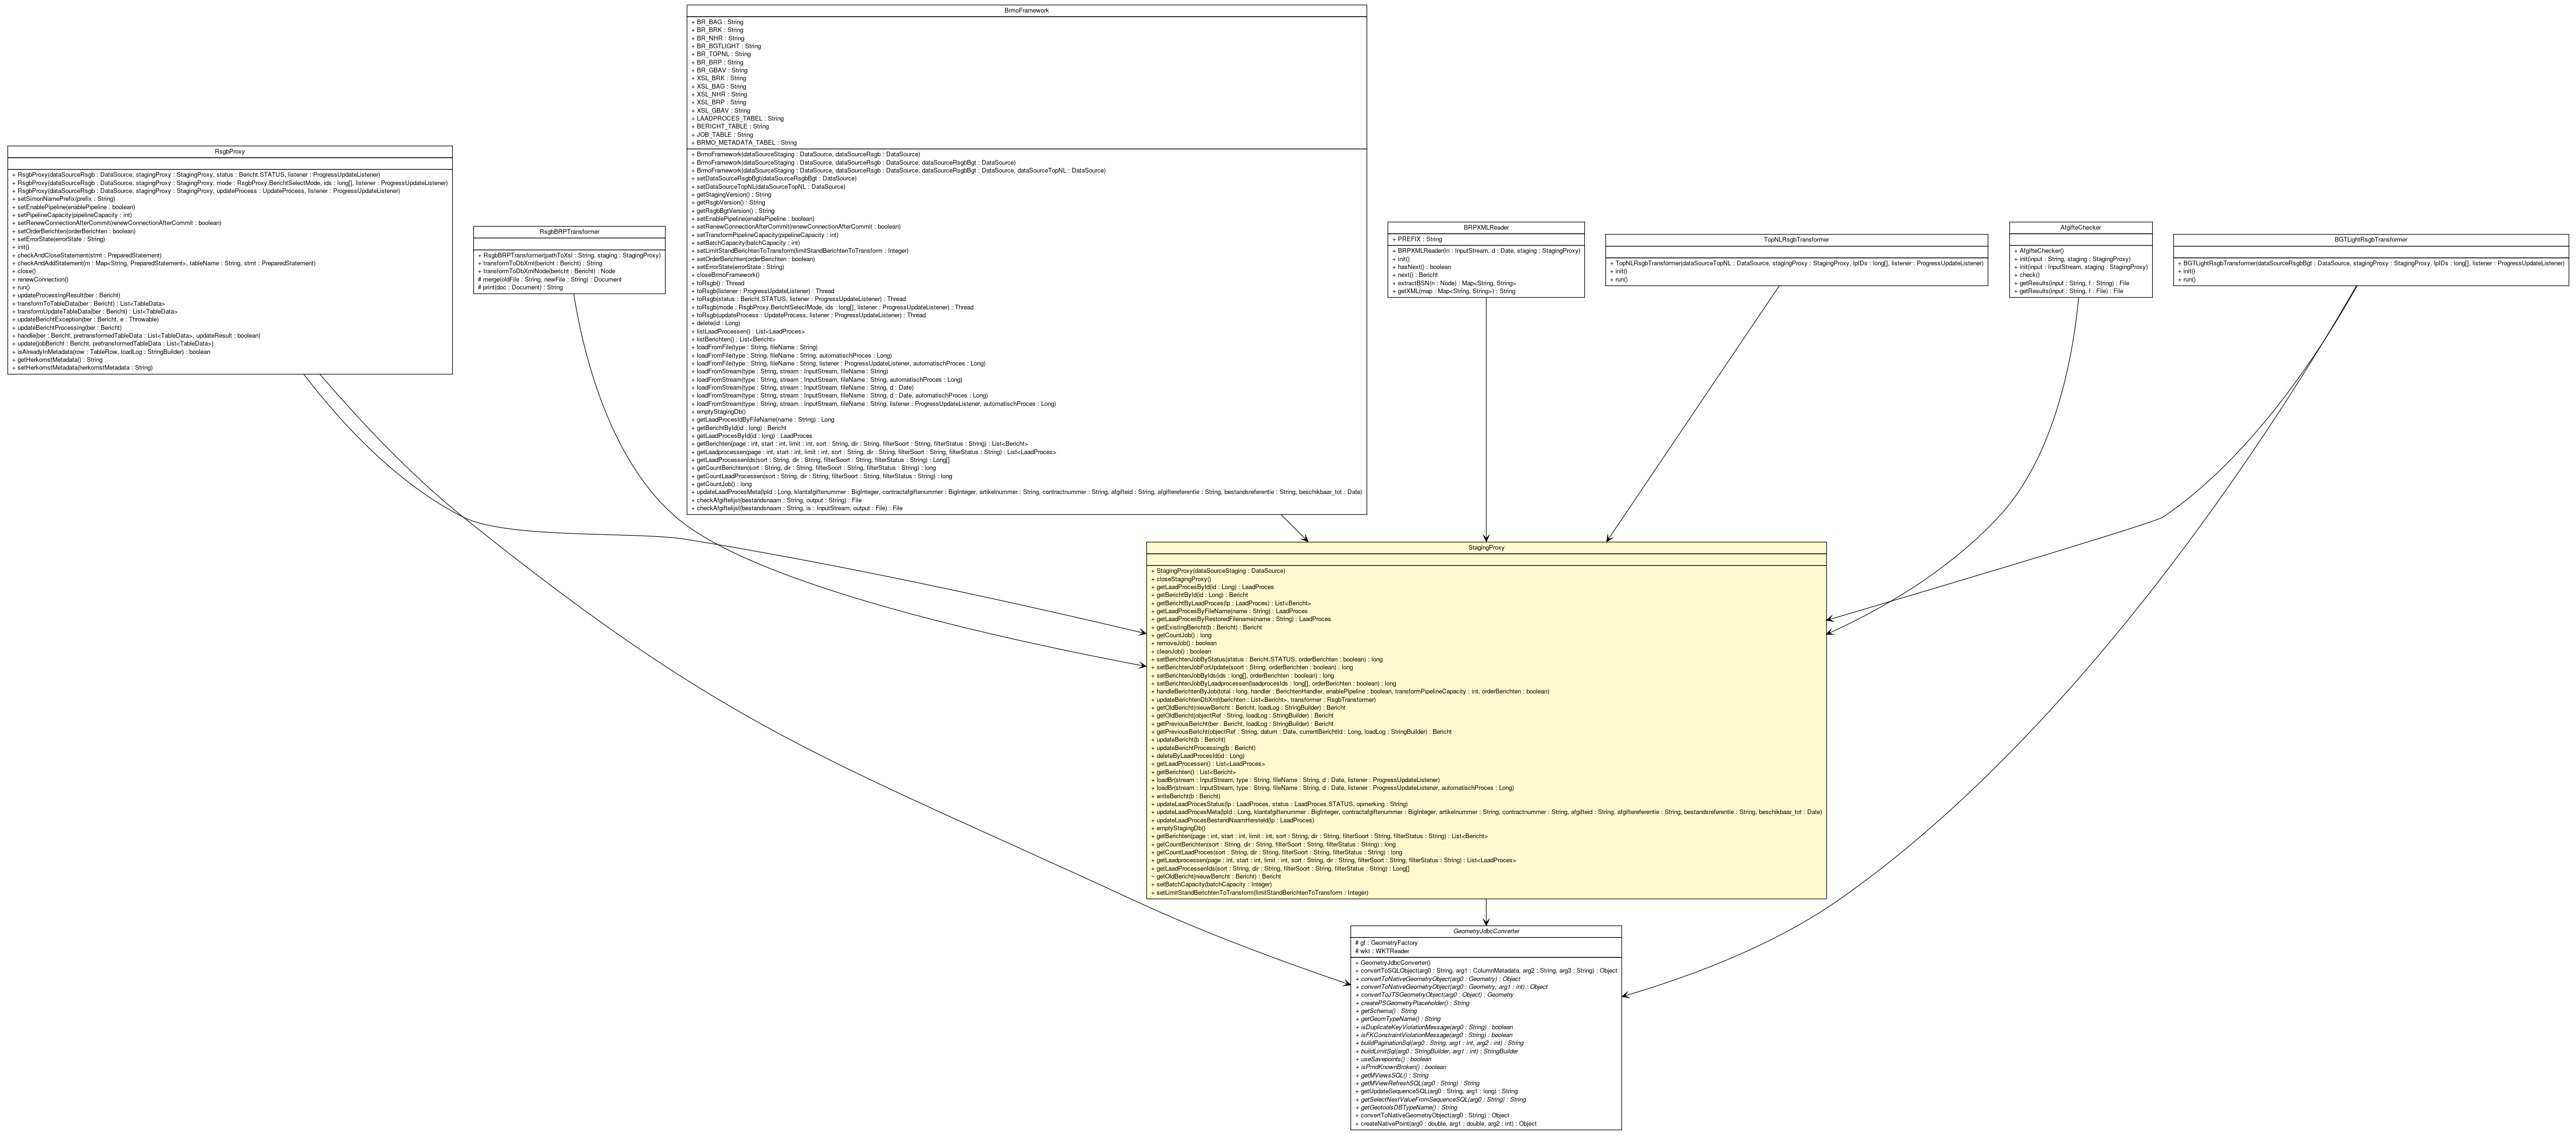 BrmoFramework
+ BR_BAG : String
+ BR_BRK : String
+ BR_NHR : String
+ BR_BGTLIGHT : String
+ BR_TOPNL : String
+ BR_BRP : String
+ BR_GBAV : String
+ XSL_BRK : String
+ XSL_BAG : String
+ XSL_NHR : String
+ XSL_BRP : String
+ XSL_GBAV : String
+ LAADPROCES_TABEL : String
+ BERICHT_TABLE : String
+ JOB_TABLE : String
+ BRMO_METADATA_TABEL : String
+ BrmoFramework(dataSourceStaging : DataSource, dataSourceRsgb : DataSource)
+ BrmoFramework(dataSourceStaging : DataSource, dataSourceRsgb : DataSource, dataSourceRsgbBgt : DataSource)
+ BrmoFramework(dataSourceStaging : DataSource, dataSourceRsgb : DataSource, dataSourceRsgbBgt : DataSource, dataSourceTopNL : DataSource)
+ setDataSourceRsgbBgt(dataSourceRsgbBgt : DataSource)
+ setDataSourceTopNL(dataSourceTopNL : DataSource)
+ getStagingVersion() : String
+ getRsgbVersion() : String
+ getRsgbBgtVersion() : String
+ setEnablePipeline(enablePipeline : boolean)
+ setRenewConnectionAfterCommit(renewConnectionAfterCommit : boolean)
+ setTransformPipelineCapacity(pipelineCapacity : int)
+ setBatchCapacity(batchCapacity : int)
+ setLimitStandBerichtenToTransform(limitStandBerichtenToTransform : Integer)
+ setOrderBerichten(orderBerichten : boolean)
+ setErrorState(errorState : String)
+ closeBrmoFramework()
+ toRsgb() : Thread
+ toRsgb(listener : ProgressUpdateListener) : Thread
+ toRsgb(status : Bericht.STATUS, listener : ProgressUpdateListener) : Thread
+ toRsgb(mode : RsgbProxy.BerichtSelectMode, ids : long[], listener : ProgressUpdateListener) : Thread
+ toRsgb(updateProcess : UpdateProcess, listener : ProgressUpdateListener) : Thread
+ delete(id : Long)
+ listLaadProcessen() : List<LaadProces>
+ listBerichten() : List<Bericht>
+ loadFromFile(type : String, fileName : String)
+ loadFromFile(type : String, fileName : String, automatischProces : Long)
+ loadFromFile(type : String, fileName : String, listener : ProgressUpdateListener, automatischProces : Long)
+ loadFromStream(type : String, stream : InputStream, fileName : String)
+ loadFromStream(type : String, stream : InputStream, fileName : String, automatischProces : Long)
+ loadFromStream(type : String, stream : InputStream, fileName : String, d : Date)
+ loadFromStream(type : String, stream : InputStream, fileName : String, d : Date, automatischProces : Long)
+ loadFromStream(type : String, stream : InputStream, fileName : String, listener : ProgressUpdateListener, automatischProces : Long)
+ emptyStagingDb()
+ getLaadProcesIdByFileName(name : String) : Long
+ getBerichtById(id : long) : Bericht
+ getLaadProcesById(id : long) : LaadProces
+ getBerichten(page : int, start : int, limit : int, sort : String, dir : String, filterSoort : String, filterStatus : String) : List<Bericht>
+ getLaadprocessen(page : int, start : int, limit : int, sort : String, dir : String, filterSoort : String, filterStatus : String) : List<LaadProces>
+ getLaadProcessenIds(sort : String, dir : String, filterSoort : String, filterStatus : String) : Long[]
+ getCountBerichten(sort : String, dir : String, filterSoort : String, filterStatus : String) : long
+ getCountLaadProcessen(sort : String, dir : String, filterSoort : String, filterStatus : String) : long
+ getCountJob() : long
+ updateLaadProcesMeta(lpId : Long, klantafgiftenummer : BigInteger, contractafgiftenummer : BigInteger, artikelnummer : String, contractnummer : String, afgifteid : String, afgiftereferentie : String, bestandsreferentie : String, beschikbaar_tot : Date)
+ checkAfgiftelijst(bestandsnaam : String, output : String) : File
+ checkAfgiftelijst(bestandsnaam : String, is : InputStream, output : File) : File
RsgbProxy
+ RsgbProxy(dataSourceRsgb : DataSource, stagingProxy : StagingProxy, status : Bericht.STATUS, listener : ProgressUpdateListener)
+ RsgbProxy(dataSourceRsgb : DataSource, stagingProxy : StagingProxy, mode : RsgbProxy.BerichtSelectMode, ids : long[], listener : ProgressUpdateListener)
+ RsgbProxy(dataSourceRsgb : DataSource, stagingProxy : StagingProxy, updateProcess : UpdateProcess, listener : ProgressUpdateListener)
+ setSimonNamePrefix(prefix : String)
+ setEnablePipeline(enablePipeline : boolean)
+ setPipelineCapacity(pipelineCapacity : int)
+ setRenewConnectionAfterCommit(renewConnectionAfterCommit : boolean)
+ setOrderBerichten(orderBerichten : boolean)
+ setErrorState(errorState : String)
+ init()
+ checkAndCloseStatement(stmt : PreparedStatement)
+ checkAndAddStatement(m : Map<String, PreparedStatement>, tableName : String, stmt : PreparedStatement)
+ close()
+ renewConnection()
+ run()
+ updateProcessingResult(ber : Bericht)
+ transformToTableData(ber : Bericht) : List<TableData>
+ transformUpdateTableData(ber : Bericht) : List<TableData>
+ updateBerichtException(ber : Bericht, e : Throwable)
+ updateBerichtProcessing(ber : Bericht)
+ handle(ber : Bericht, pretransformedTableData : List<TableData>, updateResult : boolean)
+ update(jobBericht : Bericht, pretransformedTableData : List<TableData>)
+ isAlreadyInMetadata(row : TableRow, loadLog : StringBuilder) : boolean
+ getHerkomstMetadata() : String
+ setHerkomstMetadata(herkomstMetadata : String)
RsgbBRPTransformer
+ RsgbBRPTransformer(pathToXsl : String, staging : StagingProxy)
+ transformToDbXml(bericht : Bericht) : String
+ transformToDbXmlNode(bericht : Bericht) : Node
# merge(oldFile : String, newFile : String) : Document
# print(doc : Document) : String
BRPXMLReader
+ PREFIX : String
+ BRPXMLReader(in : InputStream, d : Date, staging : StagingProxy)
+ init()
+ hasNext() : boolean
+ next() : Bericht
+ extractBSN(n : Node) : Map<String, String>
+ getXML(map : Map<String, String>) : String
TopNLRsgbTransformer
+ TopNLRsgbTransformer(dataSourceTopNL : DataSource, stagingProxy : StagingProxy, lpIDs : long[], listener : ProgressUpdateListener)
+ init()
+ run()
AfgifteChecker
+ AfgifteChecker()
+ init(input : String, staging : StagingProxy)
+ init(input : InputStream, staging : StagingProxy)
+ check()
+ getResults(input : String, f : String) : File
+ getResults(input : String, f : File) : File
BGTLightRsgbTransformer
+ BGTLightRsgbTransformer(dataSourceRsgbBgt : DataSource, stagingProxy : StagingProxy, lpIDs : long[], listener : ProgressUpdateListener)
+ init()
+ run()
StagingProxy
+ StagingProxy(dataSourceStaging : DataSource)
+ closeStagingProxy()
+ getLaadProcesById(id : Long) : LaadProces
+ getBerichtById(id : Long) : Bericht
+ getBerichtByLaadProces(lp : LaadProces) : List<Bericht>
+ getLaadProcesByFileName(name : String) : LaadProces
+ getLaadProcesByRestoredFilename(name : String) : LaadProces
+ getExistingBericht(b : Bericht) : Bericht
+ getCountJob() : long
+ removeJob() : boolean
+ cleanJob() : boolean
+ setBerichtenJobByStatus(status : Bericht.STATUS, orderBerichten : boolean) : long
+ setBerichtenJobForUpdate(soort : String, orderBerichten : boolean) : long
+ setBerichtenJobByIds(ids : long[], orderBerichten : boolean) : long
+ setBerichtenJobByLaadprocessen(laadprocesIds : long[], orderBerichten : boolean) : long
+ handleBerichtenByJob(total : long, handler : BerichtenHandler, enablePipeline : boolean, transformPipelineCapacity : int, orderBerichten : boolean)
+ updateBerichtenDbXml(berichten : List<Bericht>, transformer : RsgbTransformer)
+ getOldBericht(nieuwBericht : Bericht, loadLog : StringBuilder) : Bericht
+ getOldBericht(objectRef : String, loadLog : StringBuilder) : Bericht
+ getPreviousBericht(ber : Bericht, loadLog : StringBuilder) : Bericht
+ getPreviousBericht(objectRef : String, datum : Date, currentBerichtId : Long, loadLog : StringBuilder) : Bericht
+ updateBericht(b : Bericht)
+ updateBerichtProcessing(b : Bericht)
+ deleteByLaadProcesId(id : Long)
+ getLaadProcessen() : List<LaadProces>
+ getBerichten() : List<Bericht>
+ loadBr(stream : InputStream, type : String, fileName : String, d : Date, listener : ProgressUpdateListener)
+ loadBr(stream : InputStream, type : String, fileName : String, d : Date, listener : ProgressUpdateListener, automatischProces : Long)
+ writeBericht(b : Bericht)
+ updateLaadProcesStatus(lp : LaadProces, status : LaadProces.STATUS, opmerking : String)
+ updateLaadProcesMeta(lpId : Long, klantafgiftenummer : BigInteger, contractafgiftenummer : BigInteger, artikelnummer : String, contractnummer : String, afgifteid : String, afgiftereferentie : String, bestandsreferentie : String, beschikbaar_tot : Date)
+ updateLaadProcesBestandNaamHersteld(lp : LaadProces)
+ emptyStagingDb()
+ getBerichten(page : int, start : int, limit : int, sort : String, dir : String, filterSoort : String, filterStatus : String) : List<Bericht>
+ getCountBerichten(sort : String, dir : String, filterSoort : String, filterStatus : String) : long
+ getCountLaadProces(sort : String, dir : String, filterSoort : String, filterStatus : String) : long
+ getLaadprocessen(page : int, start : int, limit : int, sort : String, dir : String, filterSoort : String, filterStatus : String) : List<LaadProces>
+ getLaadProcessenIds(sort : String, dir : String, filterSoort : String, filterStatus : String) : Long[]
~ getOldBericht(nieuwBericht : Bericht) : Bericht
+ setBatchCapacity(batchCapacity : Integer)
+ setLimitStandBerichtenToTransform(limitStandBerichtenToTransform : Integer)
GeometryJdbcConverter
# gf : GeometryFactory
# wkt : WKTReader
+ GeometryJdbcConverter()
+ convertToSQLObject(arg0 : String, arg1 : ColumnMetadata, arg2 : String, arg3 : String) : Object
+ convertToNativeGeometryObject(arg0 : Geometry) : Object
+ convertToNativeGeometryObject(arg0 : Geometry, arg1 : int) : Object
+ convertToJTSGeometryObject(arg0 : Object) : Geometry
+ createPSGeometryPlaceholder() : String
+ getSchema() : String
+ getGeomTypeName() : String
+ isDuplicateKeyViolationMessage(arg0 : String) : boolean
+ isFKConstraintViolationMessage(arg0 : String) : boolean
+ buildPaginationSql(arg0 : String, arg1 : int, arg2 : int) : String
+ buildLimitSql(arg0 : StringBuilder, arg1 : int) : StringBuilder
+ useSavepoints() : boolean
+ isPmdKnownBroken() : boolean
+ getMViewsSQL() : String
+ getMViewRefreshSQL(arg0 : String) : String
+ getUpdateSequenceSQL(arg0 : String, arg1 : long) : String
+ getSelectNextValueFromSequenceSQL(arg0 : String) : String
+ getGeotoolsDBTypeName() : String
+ convertToNativeGeometryObject(arg0 : String) : Object
+ createNativePoint(arg0 : double, arg1 : double, arg2 : int) : Object